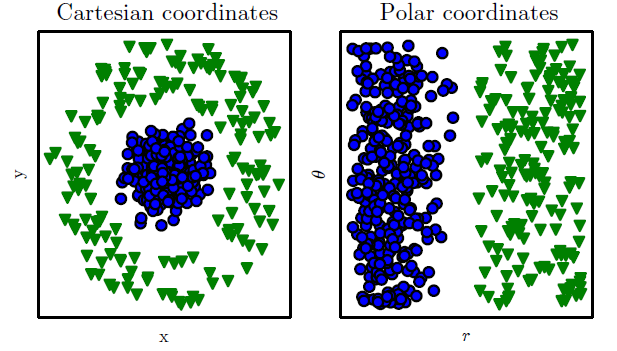 Cartesian coordinates
Polar coordinates
y
θ
x
r